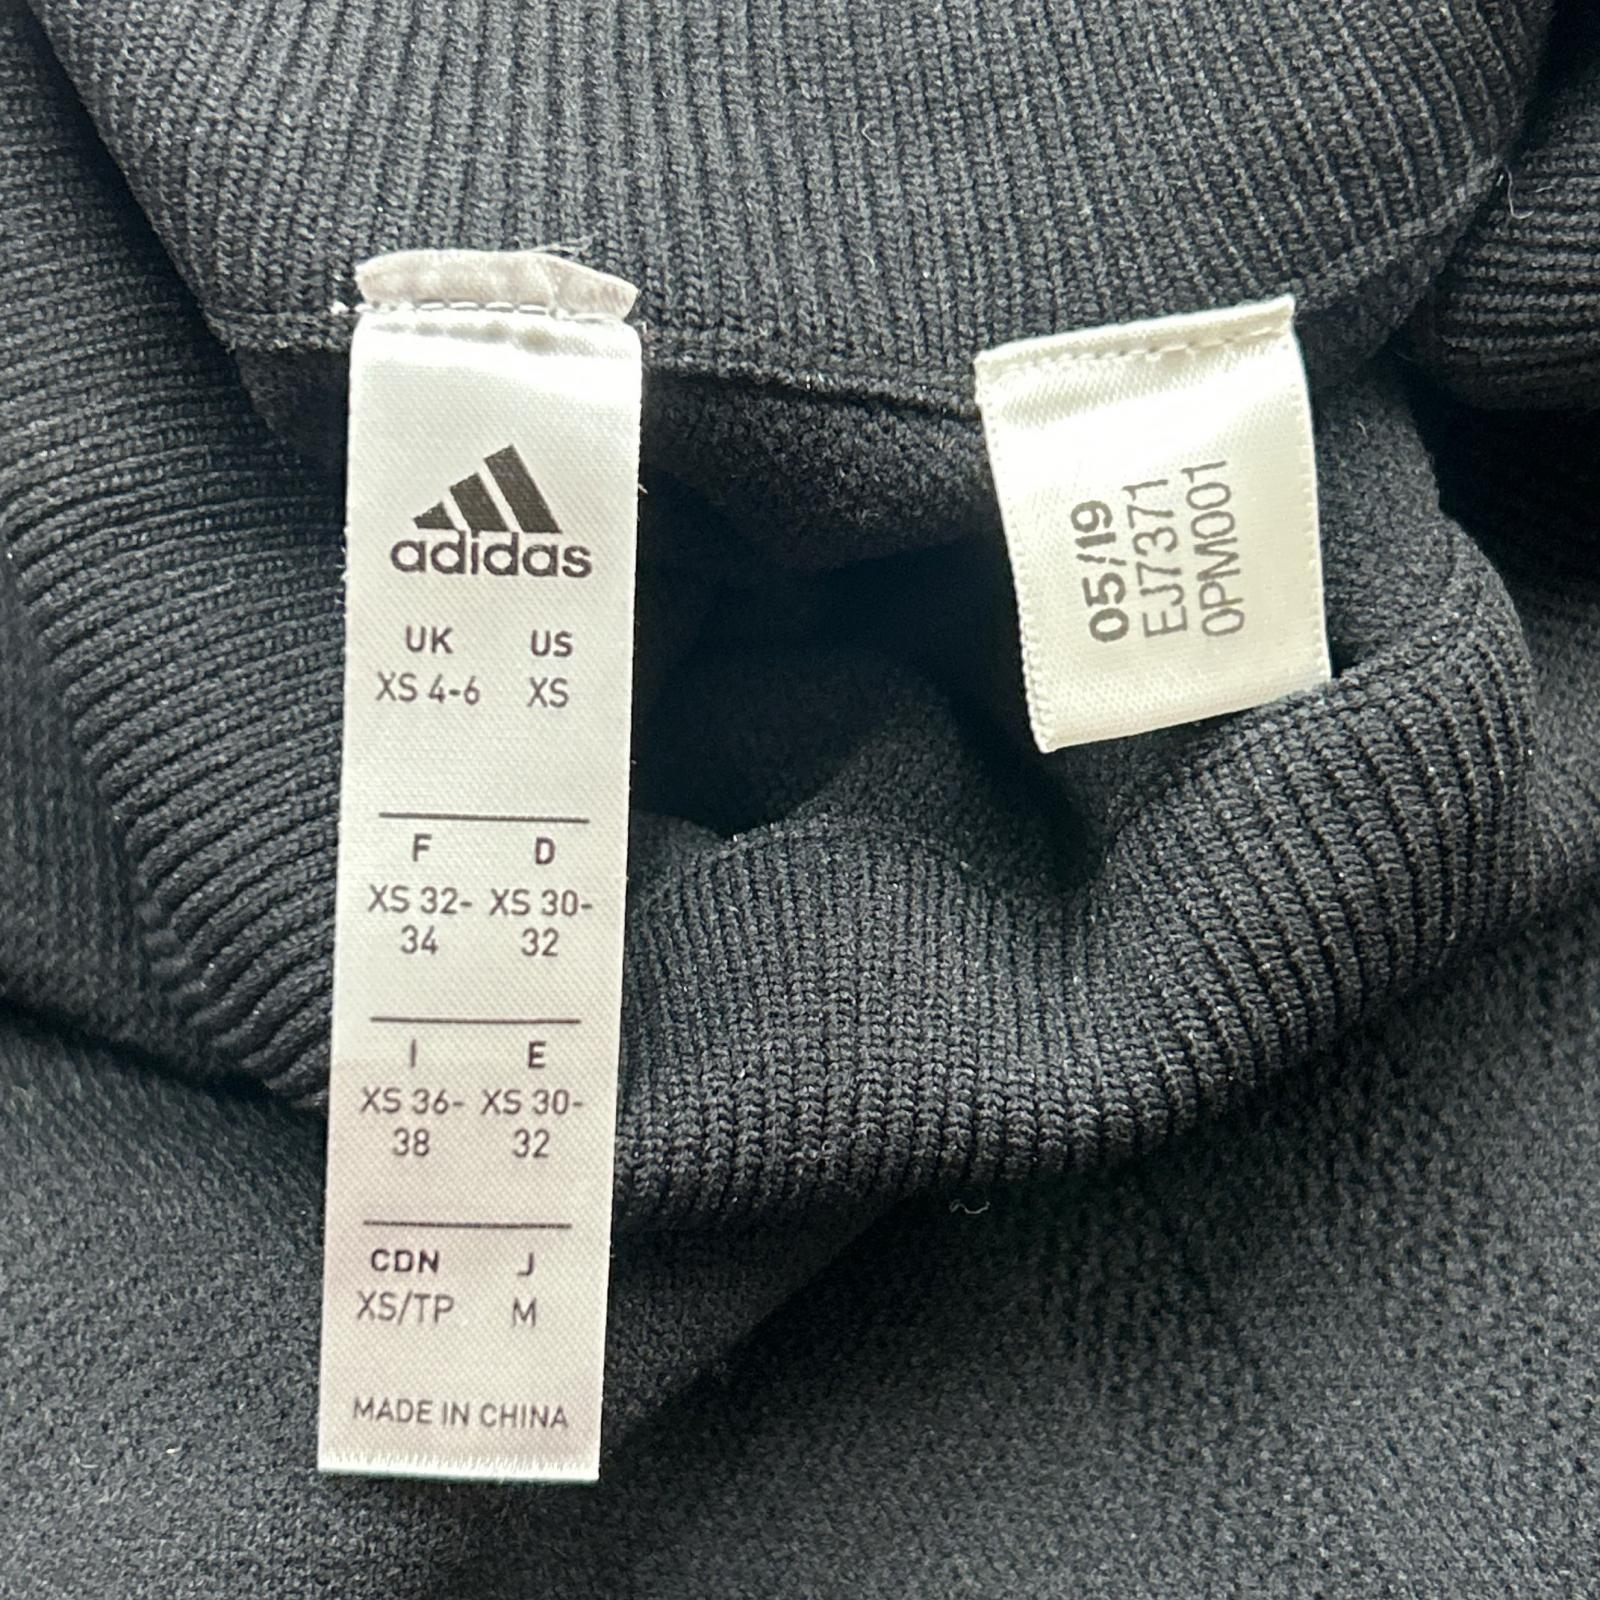 adidas
UK US
XS 4-6 XS
F D
XS 32- XS 30-
34 32
I E
XS 36- XS 30-
38 32
CDN J
XS/TP M
MADE IN CHINA
05/19
EJ7371
0PM001